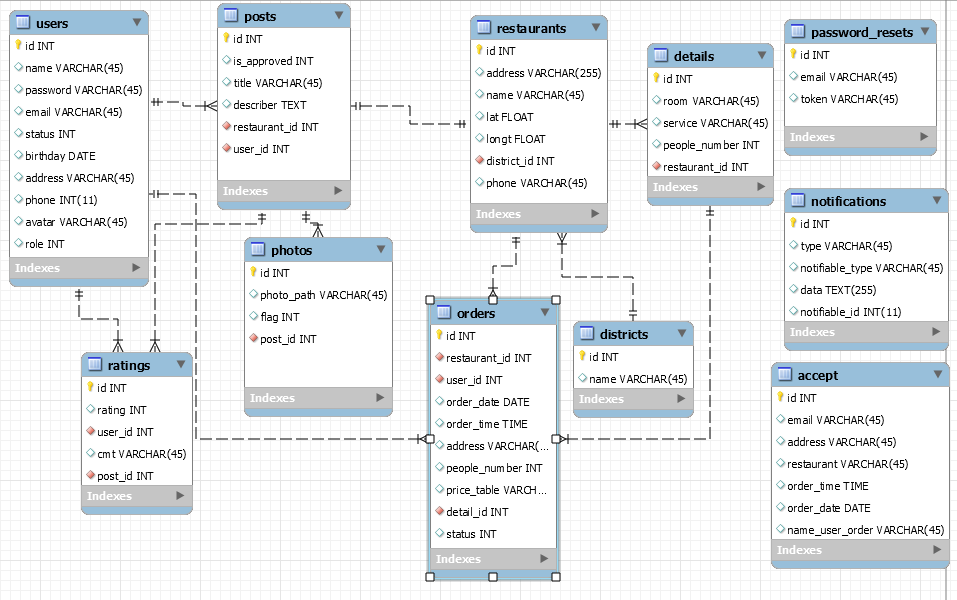 users
id INT
name VARCHAR(45)
password VARCHAR(45)
email VARCHAR(45)
status INT
birthday DATE
address VARCHAR(45)
phone INT(11)
avatar VARCHAR(45)
role INT
Indexes
posts
id INT
is_approved INT
title VARCHAR(45)
describer TEXT
restaurant_id INT
user_id INT
Indexes
restaurants
id INT
address VARCHAR(255)
name VARCHAR(45)
lat FLOAT
longt FLOAT
district_id INT
phone VARCHAR(45)
Indexes
details
id INT
room VARCHAR(45)
service VARCHAR(45)
people_number INT
restaurant_id INT
Indexes
password_resets
id INT
email VARCHAR(45)
token VARCHAR(45)
Indexes
notifications
id INT
type VARCHAR(45)
notifiable_type VARCHAR(45)
data TEXT(255)
notifiable_id INT(11)
Indexes
photos
id INT
photo_path VARCHAR(45)
flag INT
post_id INT
Indexes
orders
id INT
restaurant_id INT
user_id INT
order_date DATE
order_time TIME
address VARCHAR(...
people_number INT
price_table VARCH...
detail_id INT
status INT
Indexes
districts
id INT
name VARCHAR(45)
Indexes
ratings
id INT
rating INT
user_id INT
cmt VARCHAR(45)
post_id INT
Indexes
accept
id INT
email VARCHAR(45)
address VARCHAR(45)
restaurant VARCHAR(45)
order_time TIME
order_date DATE
name_user_order VARCHAR(45)
Indexes